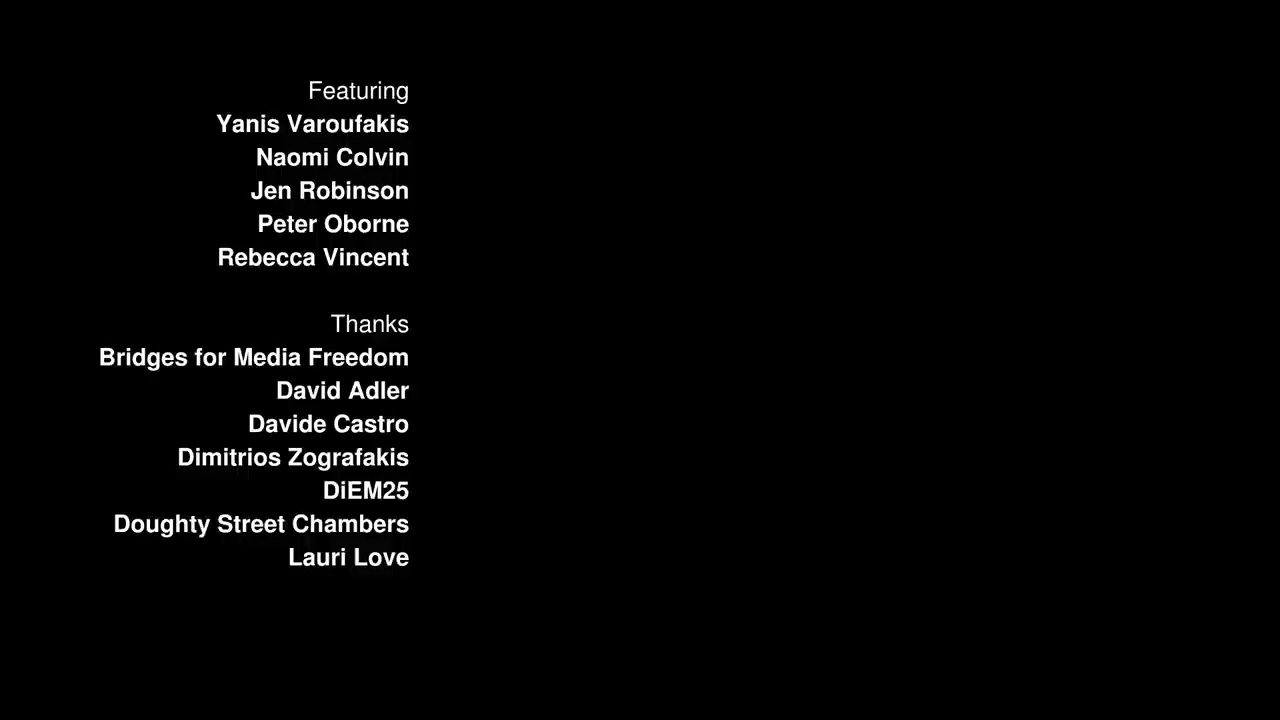 Featuring
Yanis Varoufakis
Naomi Colvin
Jen Robinson
Peter Oborne
Rebecca Vincent
Thanks
Bridges for Media Freedom
David Adler
Davide Castro
Dimitrios Zografakis
DiEM25
Doughty Street Chambers
Lauri Love